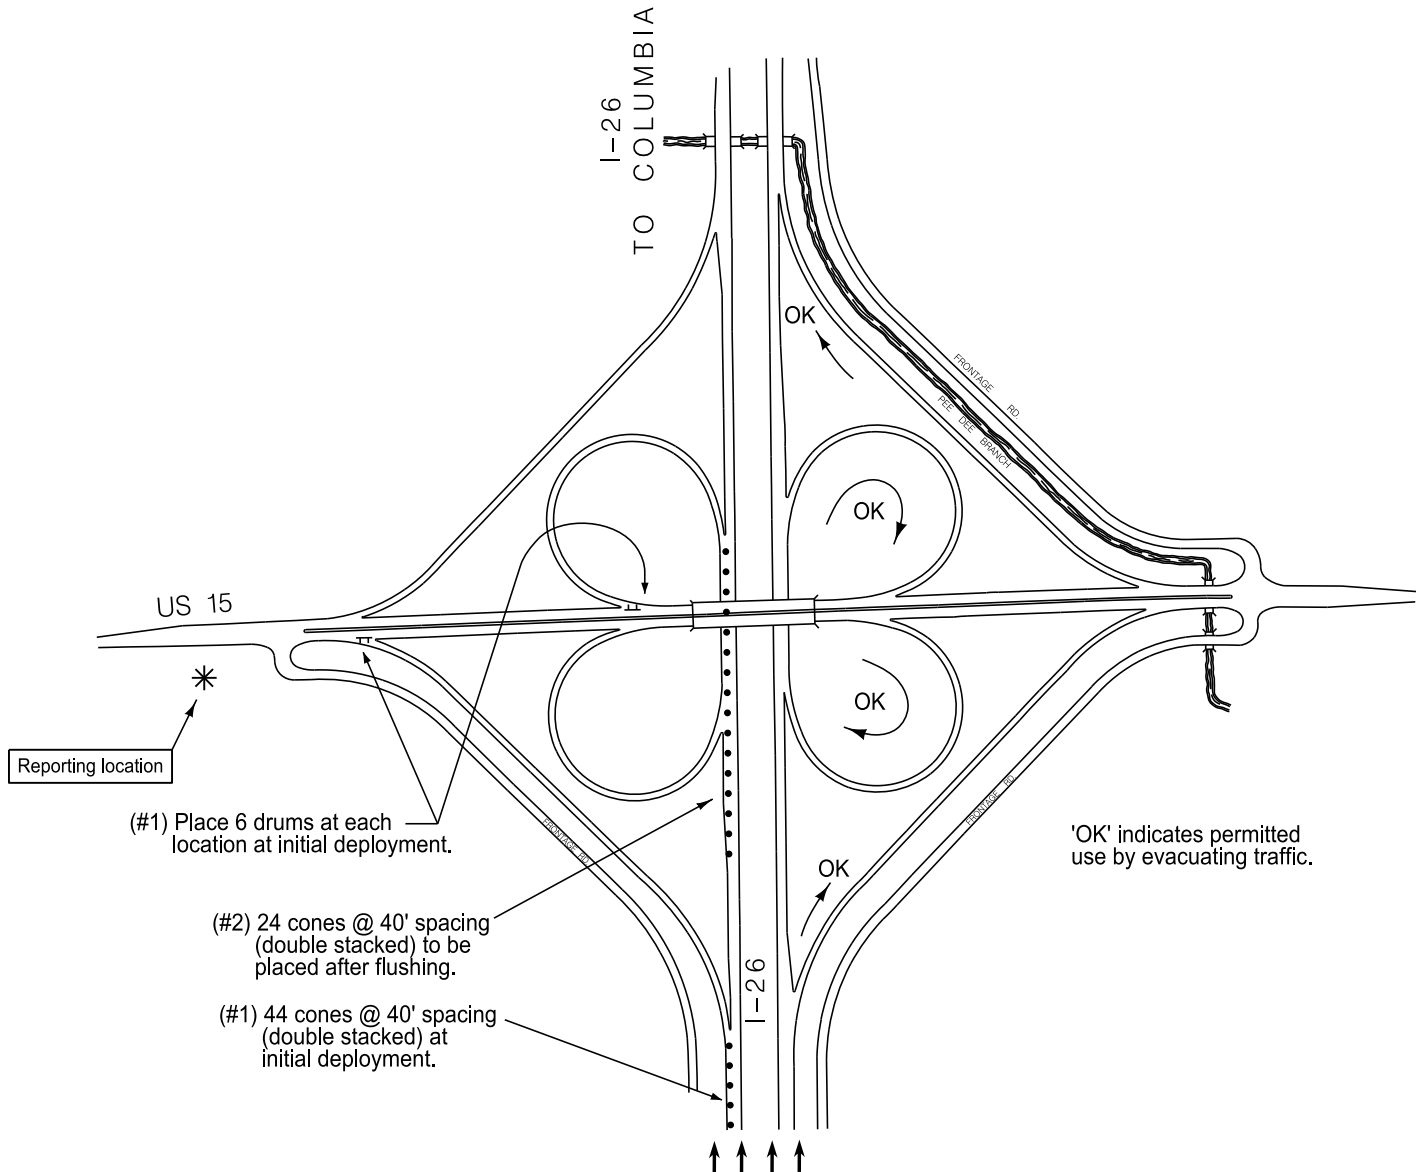 I-26
TO COLUMBIA
OK
FRONTAGE RD.
PEE DEE BRANCH
OK
US 15
OK
Reporting location
(#1) Place 6 drums at each
location at initial deployment.
FRONTAGE RD.
FRONTAGE RD.
'OK' indicates permitted
use by evacuating traffic.
OK
(#2) 24 cones @ 40' spacing
(double stacked) to be
placed after flushing.
I-26
(#1) 44 cones @ 40' spacing
(double stacked) at
initial deployment.